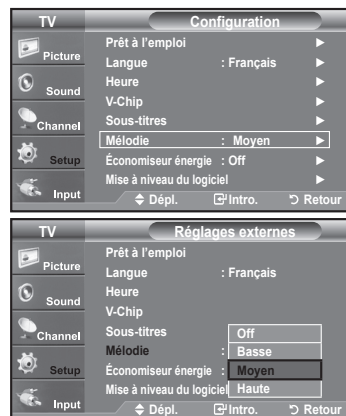 TV
Configuration
Picture
Sound
Channel
Setup
Input
Prêt à l'emploi
Langue : Français
Heure
V-Chip
Sous-titres
Mélodie : Moyen
Économiseur énergie : Off
Mise à niveau du logiciel
Dépl. Intro. Retour
TV
Réglages externes
Picture
Sound
Channel
Setup
Input
Prêt à l'emploi
Langue : Français
Heure
V-Chip
Sous-titres
Mélodie :
Économiseur énergie :
Mise à niveau du logiciel
Off
Basse
Moyen
Haute
Dépl. Intro. Retour